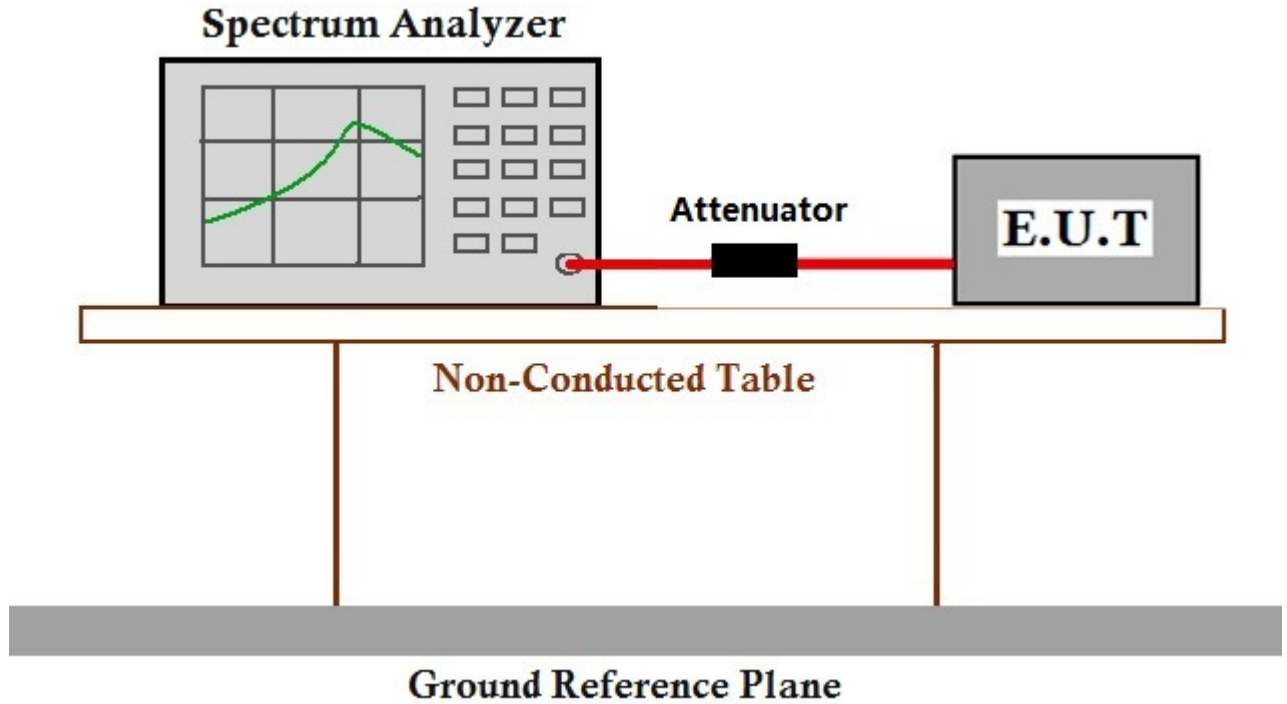 Spectrum Analyzer
Attenuator
E.U.T
Non-Conducted Table
Ground Reference Plane